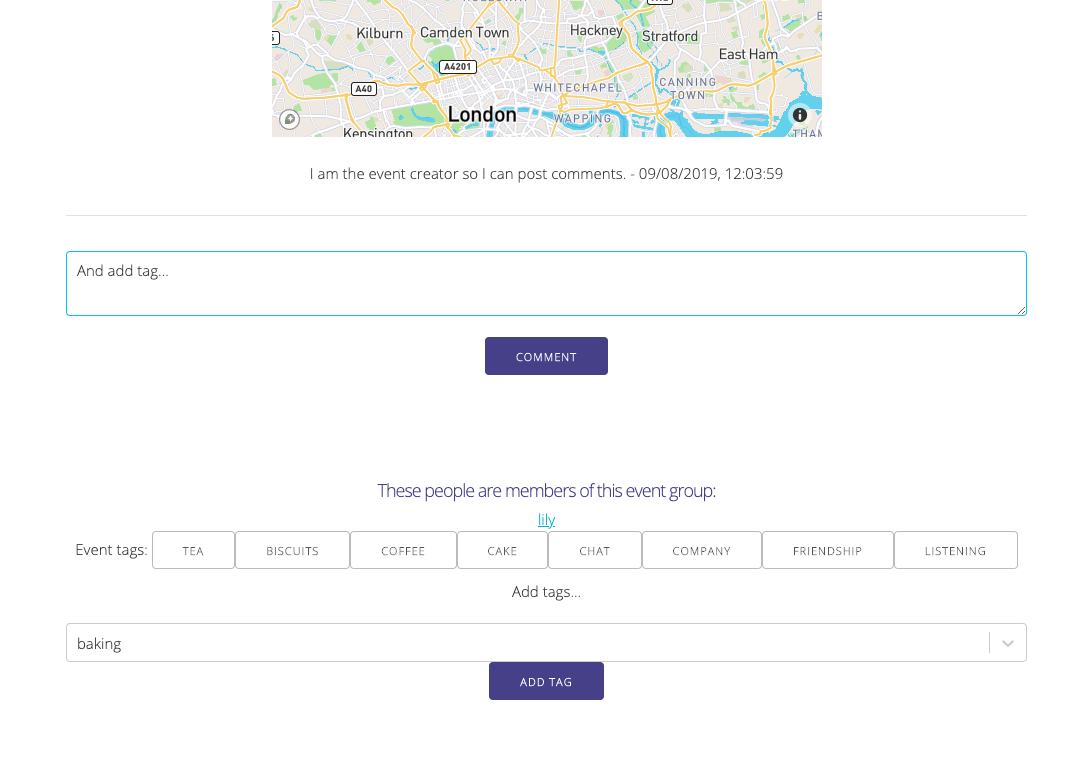 Kilburn
Camden Town
Hackney
Stratford
East Ham
A4201
A40
WHITECHAPEL
CANNING
TOWN
London
WAPPING
Kensington
THAM
I am the event creator so I can post comments. - 09/08/2019, 12:03:59
And add tag...
COMMENT
These people are members of this event group:
lily
Event tags: TEA BISCUITS COFFEE CAKE CHAT COMPANY FRIENDSHIP LISTENING
Add tags...
baking
ADD TAG